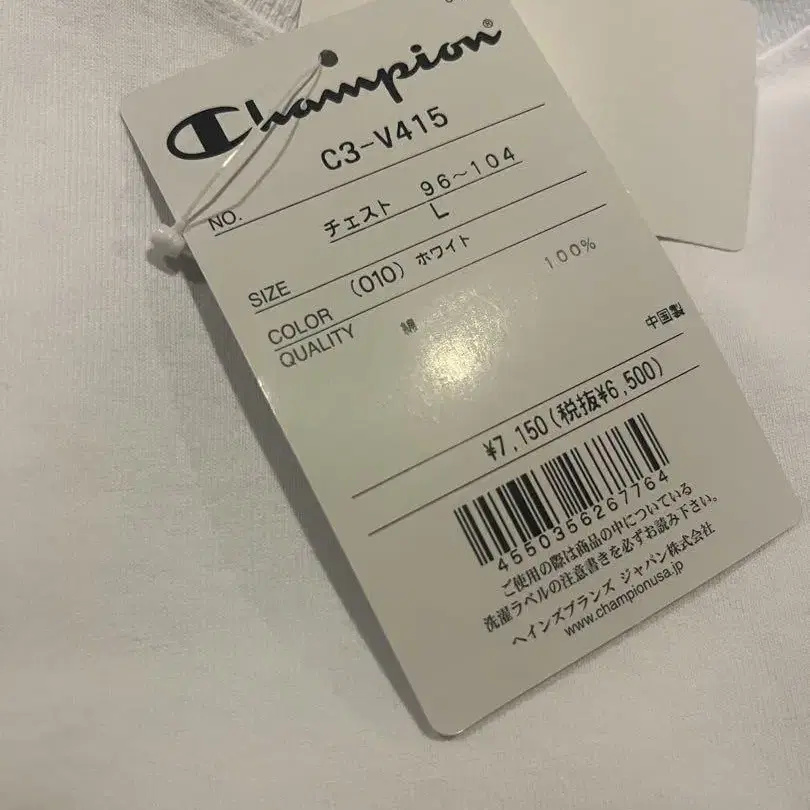 Champion®
NO. C3-V415
チェスト 96～104
SIZE L
COLOR (010) ホワイト
QUALITY 綿 100%
中国製
¥7,150(税抜¥6,500)
4550356267764
ご使用の際は商品の中についている
洗濯ラベルの注意書きを必ずお読み下さい。
ヘインズブランズ ジャパン株式会社
www.championusa.jp